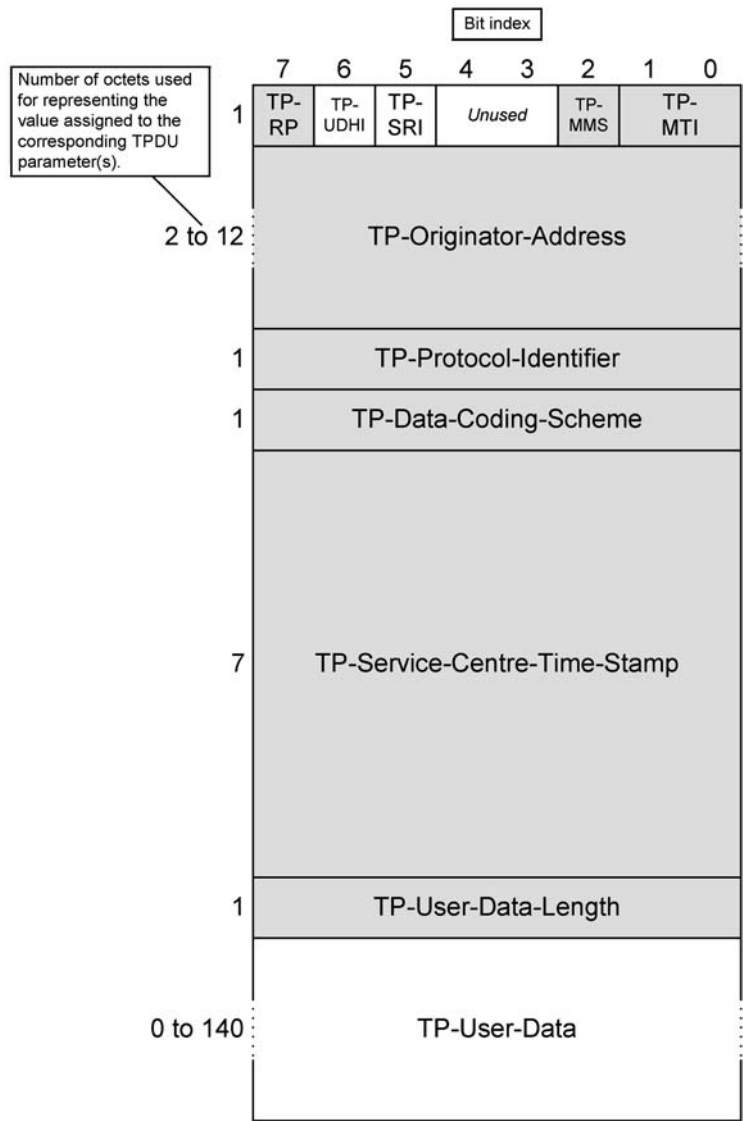 Bit index
7 6 5 4 3 2 1 0
Number of octets used
for representing the
value assigned to the
corresponding TPDU
parameter(s).
1
TP-
RP
TP-
UDHI
TP-
SRI
Unused
TP-
MMS
TP-
MTI
2 to 12 TP-Originator-Address
1 TP-Protocol-Identifier
1 TP-Data-Coding-Scheme
7 TP-Service-Centre-Time-Stamp
1 TP-User-Data-Length
0 to 140 TP-User-Data